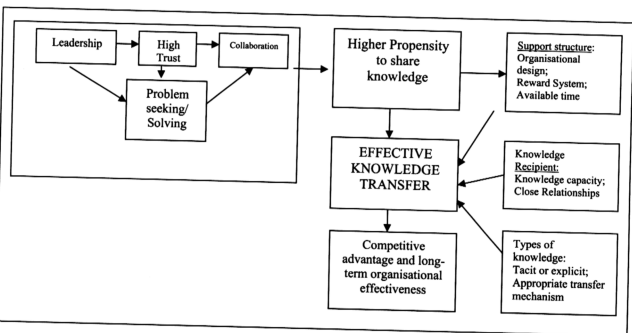 Leadership
High
Trust
Collaboration
Problem
seeking/
Solving
Higher Propensity
to share
knowledge
Support structure:
Organisational
design;
Reward System;
Available time
EFFECTIVE
KNOWLEDGE
TRANSFER
Knowledge
Recipient:
Knowledge capacity;
Close Relationships
Competitive
advantage and long-
term organisational
effectiveness
Types of
knowledge:
Tacit or explicit;
Appropriate transfer
mechanism